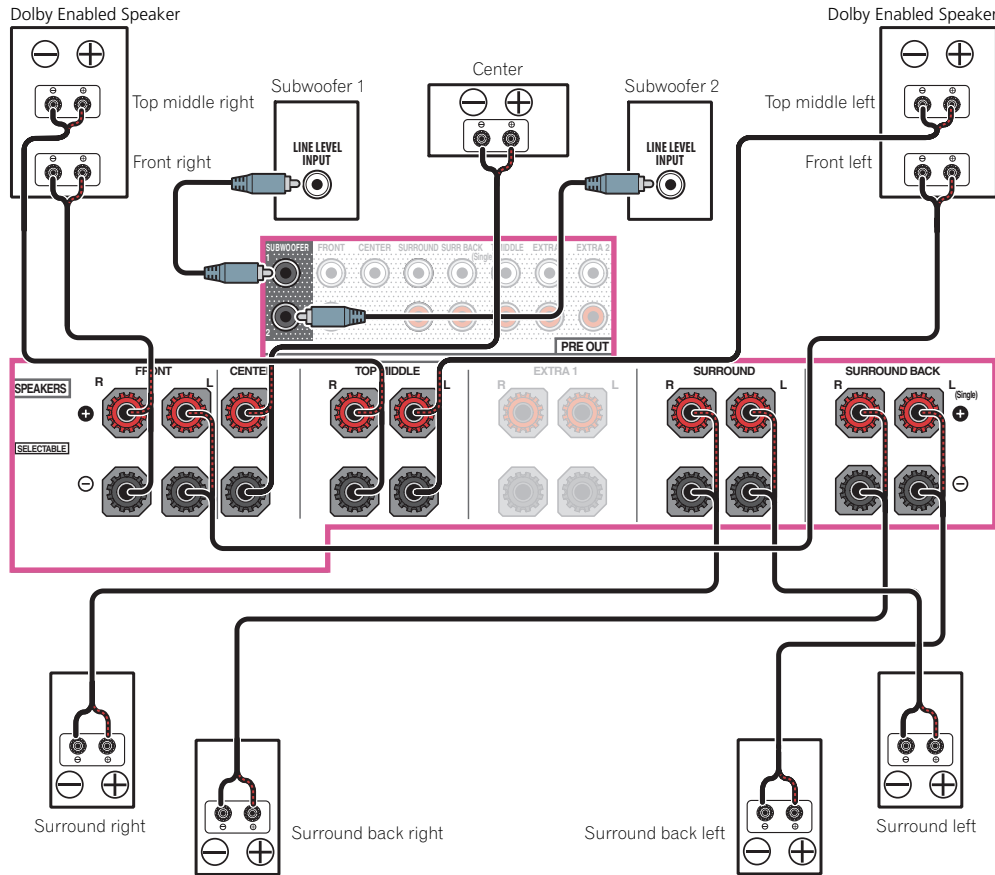 Dolby Enabled Speaker
Dolby Enabled Speaker
Top middle right
Front right
Subwoofer 1
LINE LEVEL
INPUT
Center
Subwoofer 2
LINE LEVEL
INPUT
Top middle left
Front left
SUBWOOFER
1
2
FRONT
CENTER
SURROUND
SURR BACK
(Single)
MIDDLE
EXTRA
EXTRA 2
PRE OUT
SPEAKERS
SELECTABLE
FRONT
R
L
CENTER
TOP MIDDLE
R
L
EXTRA 1
R
L
SURROUND
R
L
SURROUND BACK
R
L
(Single)
Surround right
Surround back right
Surround back left
Surround left